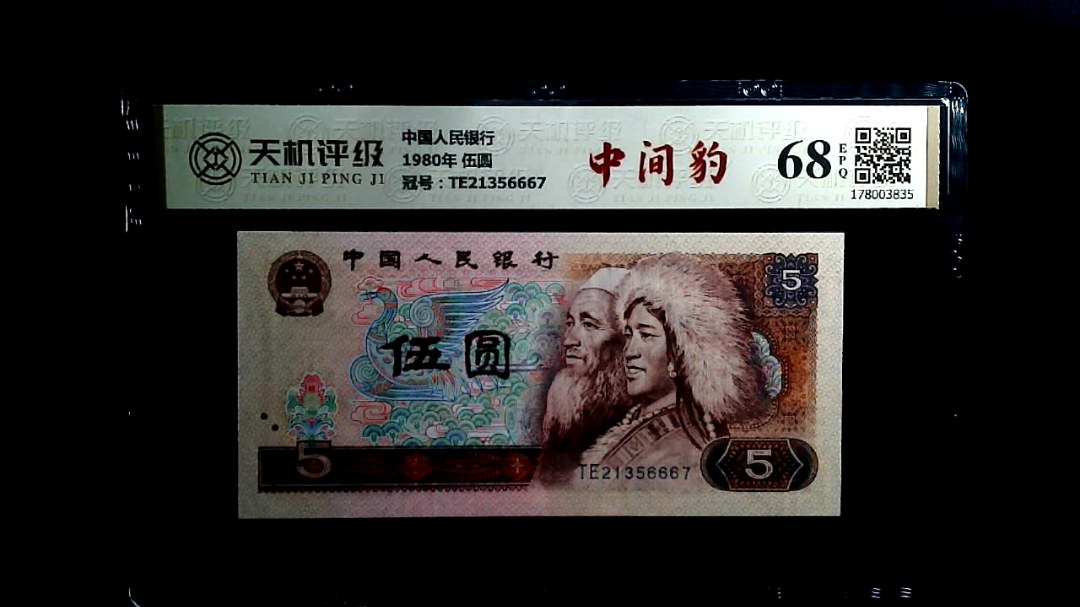 天机评级
TIAN JI PING JI
中国人民银行
1980年 伍圆
冠号：TE21356667
中间豹
68
EPQ
178003835
中国人民银行
5
伍圆
5
TE21356667
5